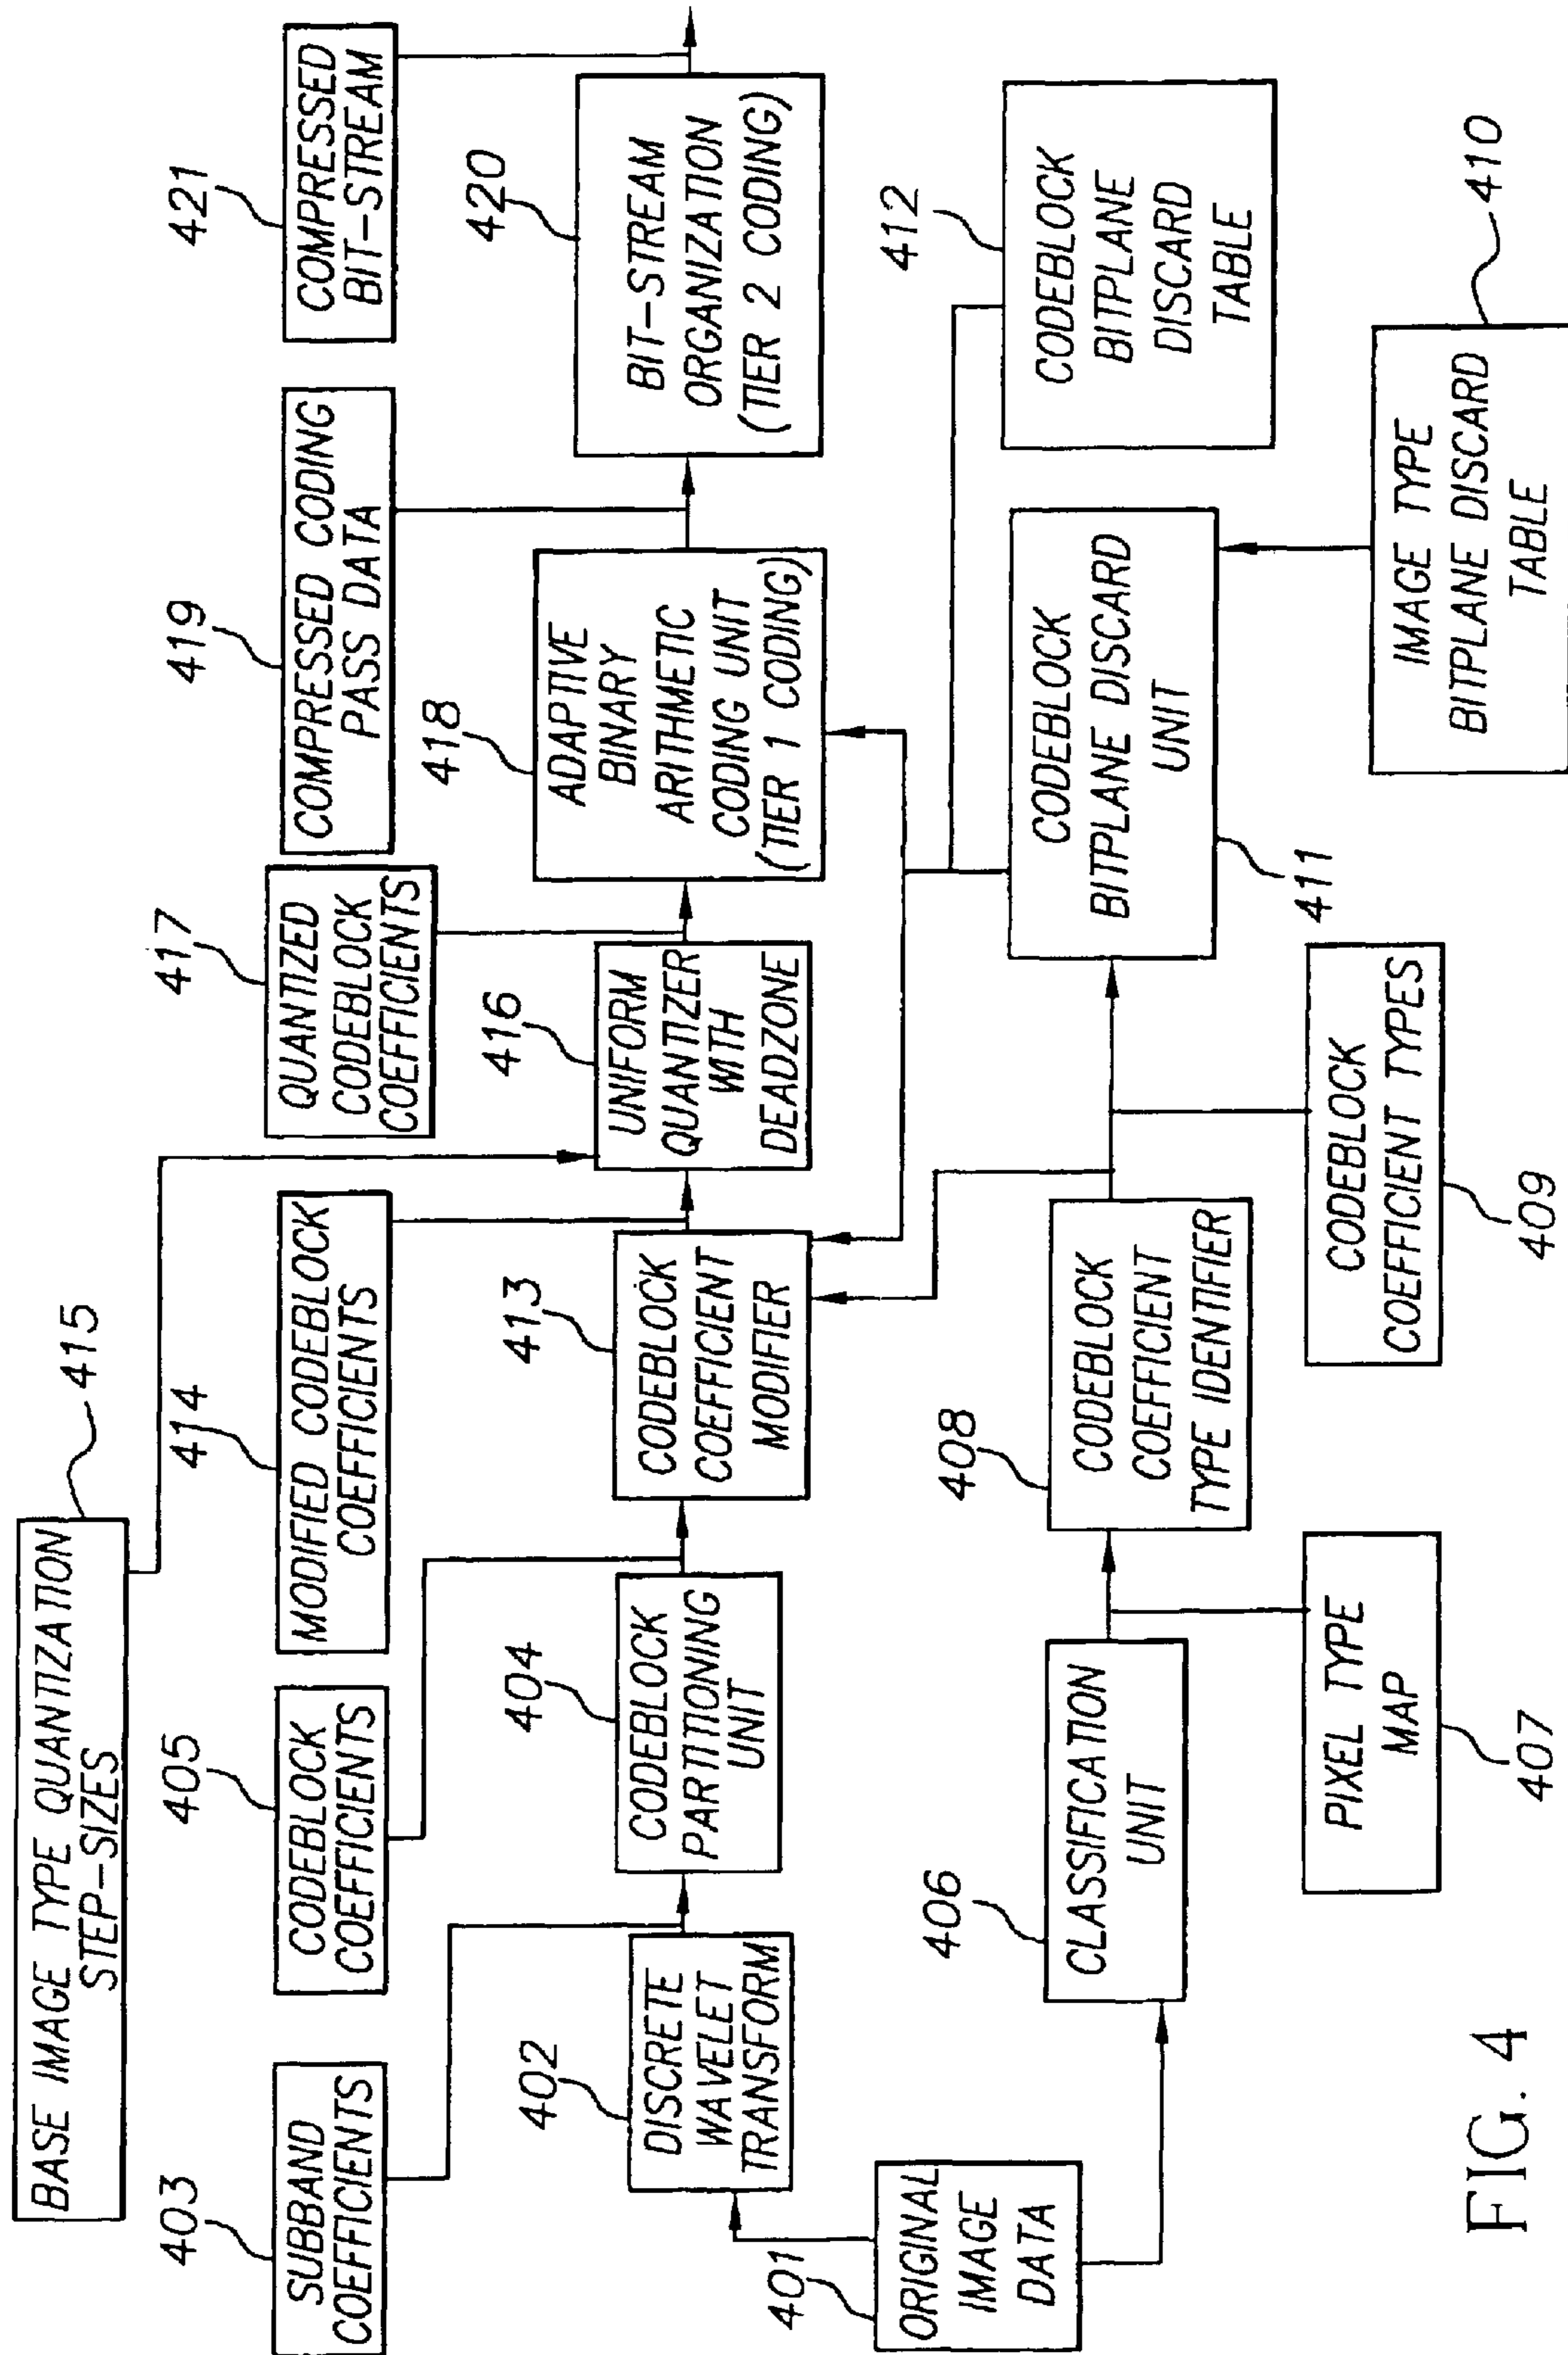 BASE IMAGE TYPE QUANTIZATION
STEP-SIZES
415
403
SUBBAND
COEFFICIENTS
405
CODEBLOCK
COEFFICIENTS
414
MODIFIED CODEBLOCK
COEFFICIENTS
417
QUANTIZED
CODEBLOCK
COEFFICIENTS
419
COMPRESSED CODING
PASS DATA
421
COMPRESSED
BIT-STREAM
402
DISCRETE
WAVELET
TRANSFORM
404
CODEBLOCK
PARTITIONING
UNIT
413
CODEBLOCK
COEFFICIENT
MODIFIER
416
UNIFORM
QUANTIZER
WITH
DEADZONE
418
ADAPTIVE
BINARY
ARITHMETIC
CODING UNIT
(TIER 1 CODING)
420
BIT-STREAM
ORGANIZATION
(TIER 2 CODING)
401
ORIGINAL
IMAGE
DATA
406
CLASSIFICATION
UNIT
408
CODEBLOCK
COEFFICIENT
TYPE IDENTIFIER
CODEBLOCK
BITPLANE DISCARD
UNIT
411
412
CODEBLOCK
BITPLANE
DISCARD
TABLE
PIXEL TYPE
MAP
407
CODEBLOCK
COEFFICIENT TYPES
409
IMAGE TYPE
BITPLANE DISCARD
TABLE
410
FIG. 4